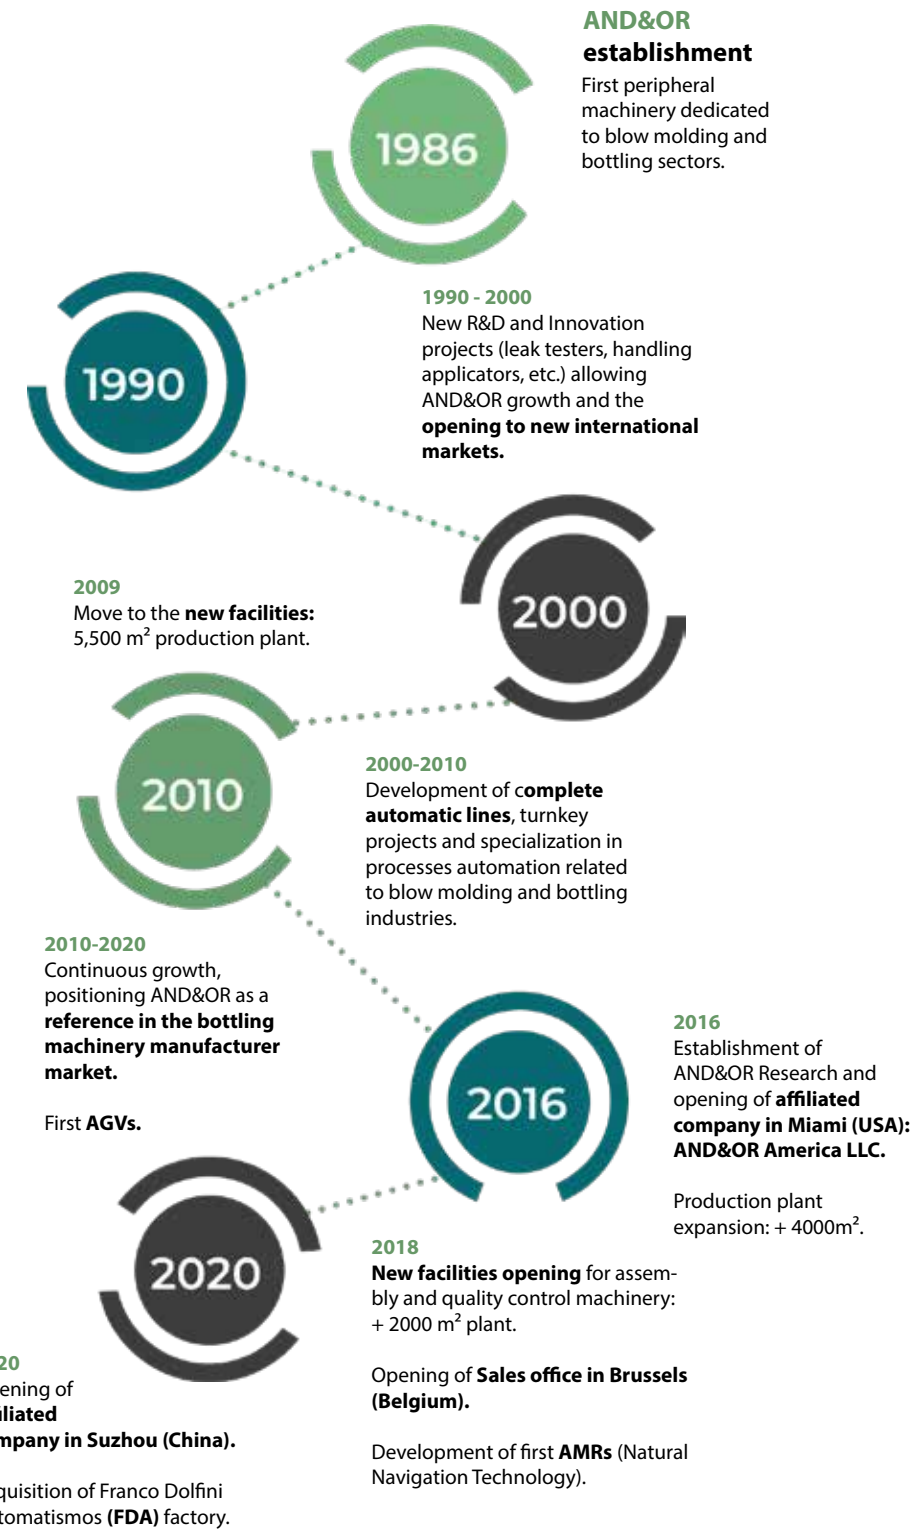 AND&OR
establishment
First peripheral
machinery dedicated
to blow molding and
bottling sectors.
1986
1990 - 2000
New R&D and Innovation
projects (leak testers, handling
applicators, etc.) allowing
AND&OR growth and the
opening to new international
markets.
1990
2000
2009
Move to the new facilities:
5,500 m² production plant.
2010
2000-2010
Development of complete
automatic lines, turnkey
projects and specialization in
processes automation related
to blow molding and bottling
industries.
2010-2020
Continuous growth,
positioning AND&OR as a
reference in the bottling
machinery manufacturer
market.
First AGVs.
2016
2016
Establishment of
AND&OR Research and
opening of affiliated
company in Miami (USA):
AND&OR America LLC.
Production plant
expansion: + 4000m².
2020
2018
New facilities opening for assem-
bly and quality control machinery:
+ 2000 m² plant.
Opening of Sales office in Brussels
(Belgium).
Development of first AMRs (Natural
Navigation Technology).
20
ening of
iliated
mpany in Suzhou (China).
quisition of Franco Dolfini
tomatismos (FDA) factory.